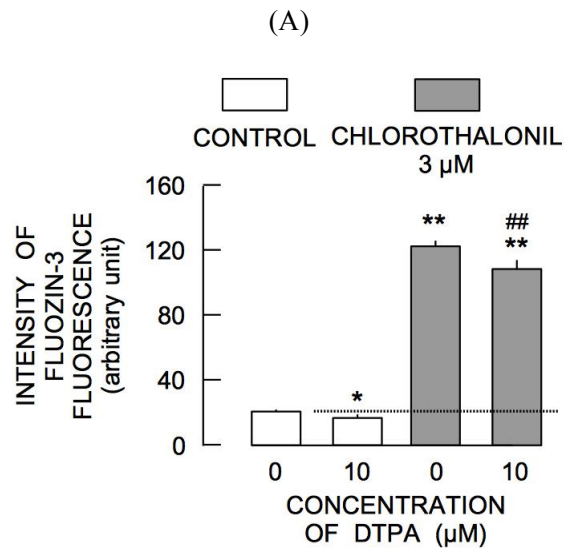 (A)
CONTROL
CHLOROTHALONIL
3 µM
INTENSITY OF
FLUOZIN-3
FLUORESCENCE
(arbitrary unit)
160
120
80
40
0
*
**
##
**
0 10 0 10
CONCENTRATION
OF DTPA (µM)